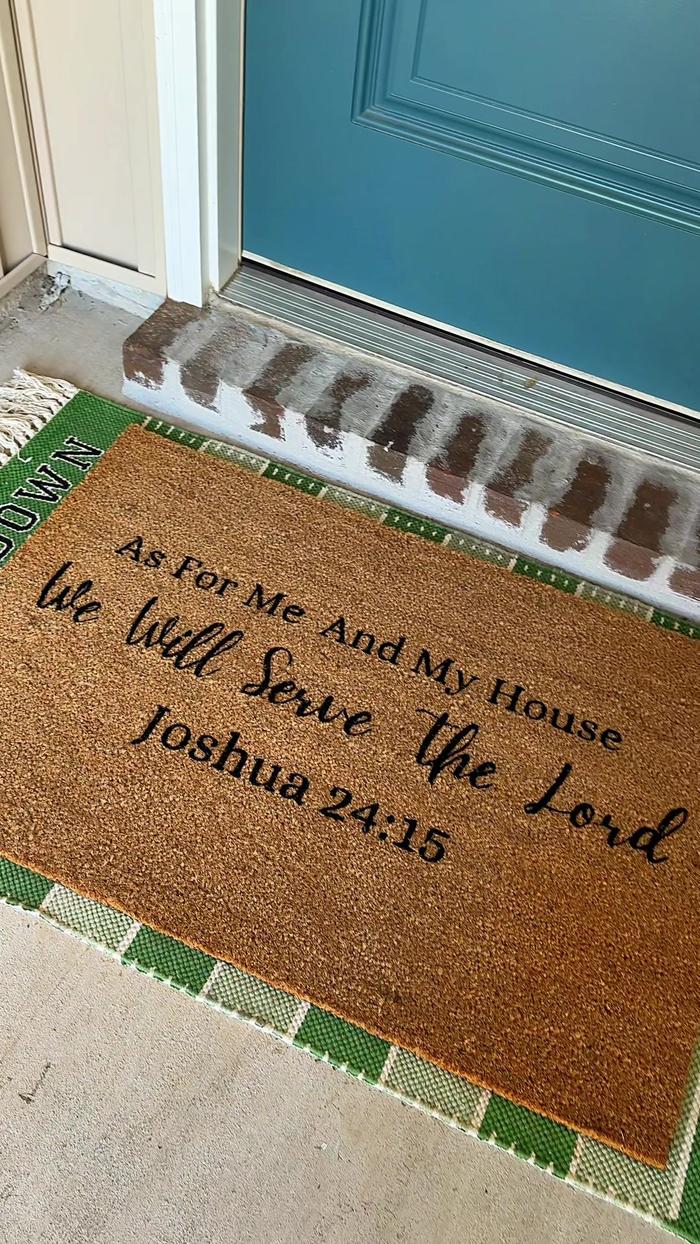 DOWN
As For Me And My House
We Will Serve the Lord
Joshua 24:15